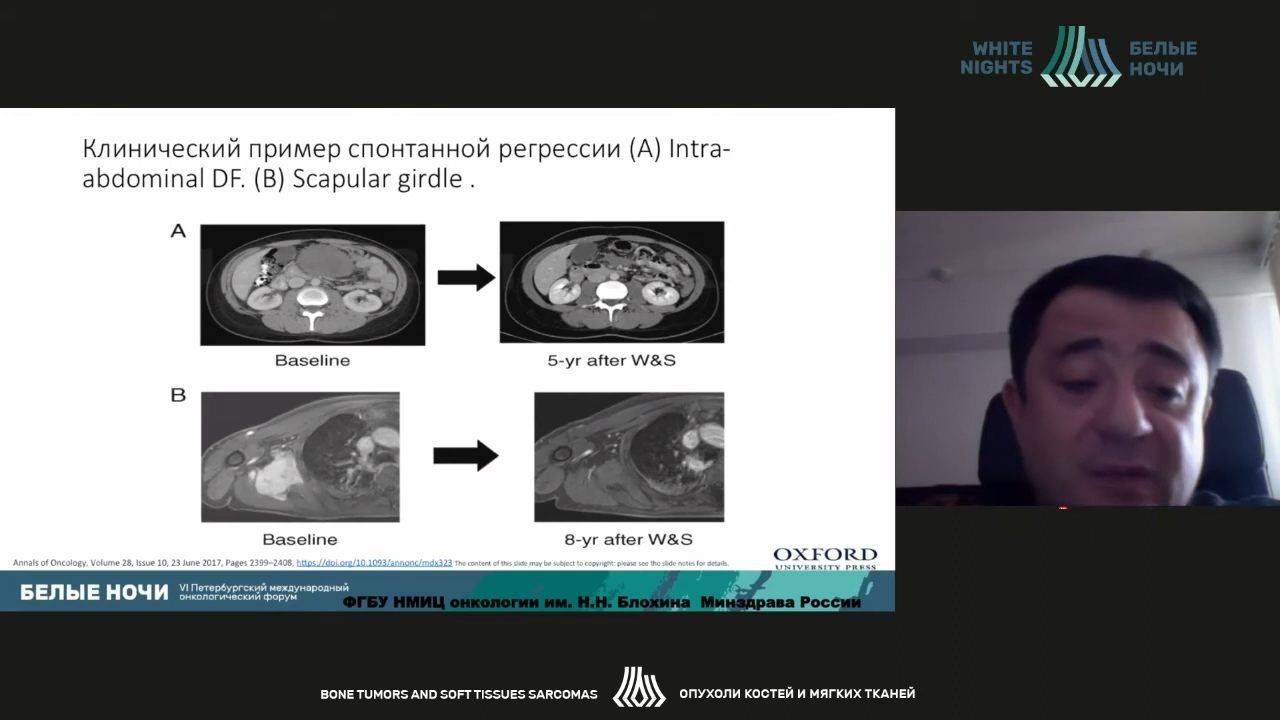 WHITE
NIGHTS
БЕЛЫЕ
НОЧИ
Клинический пример спонтанной регрессии (A) Intra-
abdominal DF. (B) Scapular girdle .
A
Baseline
5-yr after W&S
B
Baseline
8-yr after W&S
OXFORD
UNIVERSITY PRESS
Annals of Oncology, Volume 28, Issue 10, 23 June 2017, Pages 2399–2408, https://doi.org/10.1093/annonc/mdx323 The content of this slide may be subject to copyright: please see the slide notes for details.
БЕЛЫЕ НОЧИ
VI Петербургский международный
онкологический форум
ФГБУ НМИЦ онкологии им. Н.Н. Блохина Минздрава России
BONE TUMORS AND SOFT TISSUES SARCOMAS
ОПУХОЛИ КОСТЕЙ И МЯГКИХ ТКАНЕЙ